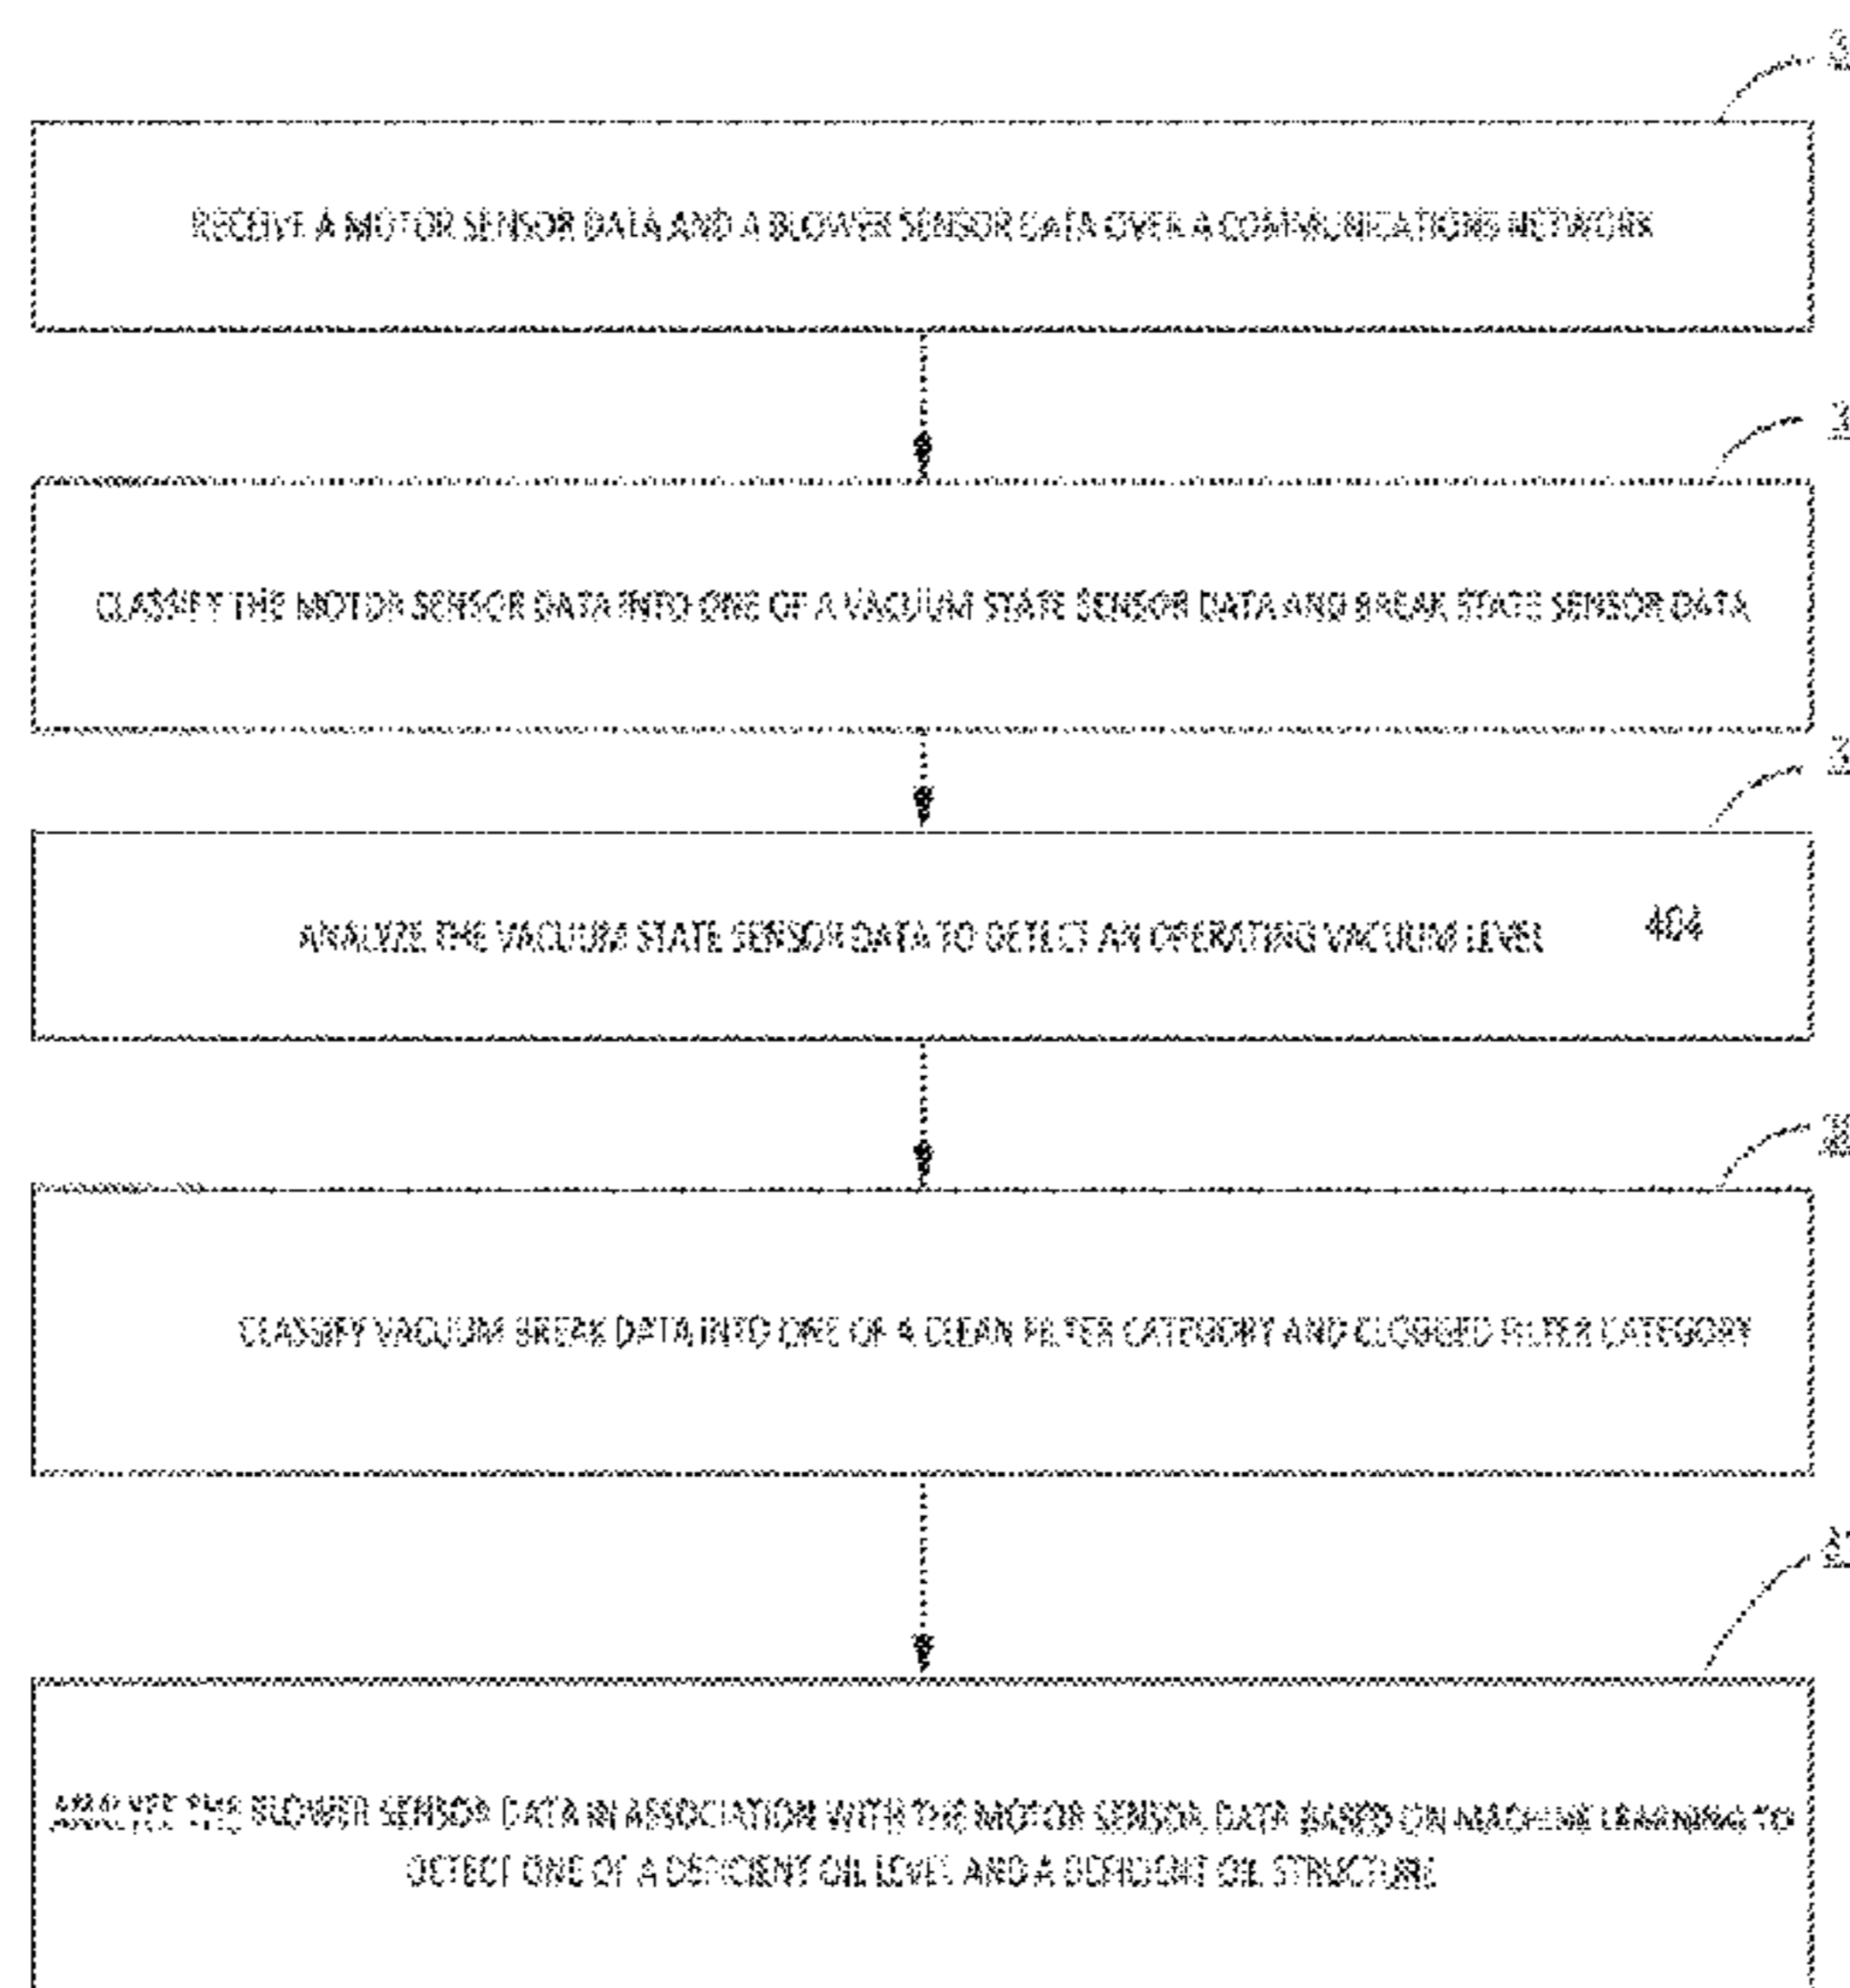 RECEIVE A MOTOR SENSOR DATA AND A BLOWER SENSOR DATA OVER A COMMUNICATIONS NETWORK
CLASSIFY THE MOTOR SENSOR DATA INTO ONE OF A VACUUM STATE SENSOR DATA AND BREAK STATE SENSOR DATA
ANALYZE THE VACUUM STATE SENSOR DATA TO DETECT AN OPERATING VACUUM LEVEL
404
CLASSIFY VACUUM BREAK DATA INTO ONE OF A CLEAN FILTER CATEGORY AND CLOGGED FILTER CATEGORY
ANALYZE THE BLOWER SENSOR DATA IN ASSOCIATION WITH THE MOTOR SENSOR DATA BASED ON MACHINE LEARNING TO
DETECT ONE OF A DEFICIENT OIL LEVEL AND A DEFICIENT OIL STRUCTURE